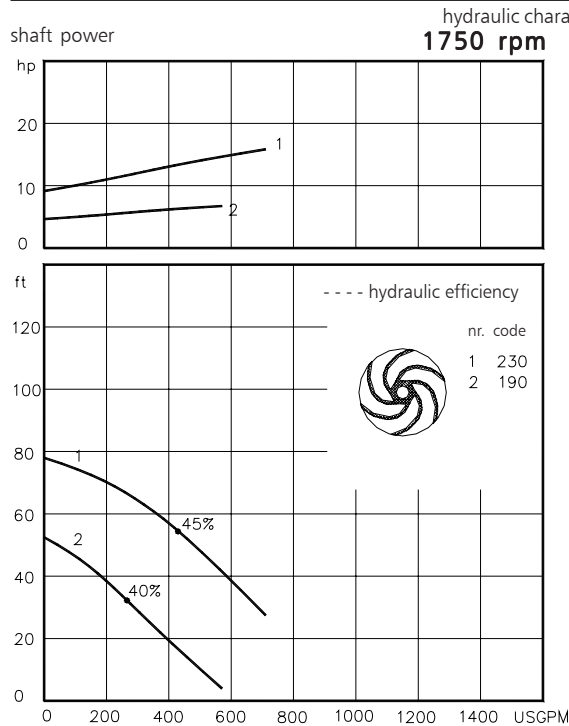 hydraulic chara
shaft power
1750 rpm
hp
20
10
0
1
2
ft
120
100
80
60
40
20
0
---- hydraulic efficiency
nr. code
1 230
2 190
1
45%
2
40%
0 200 400 600 800 1000 1200 1400 USGPM